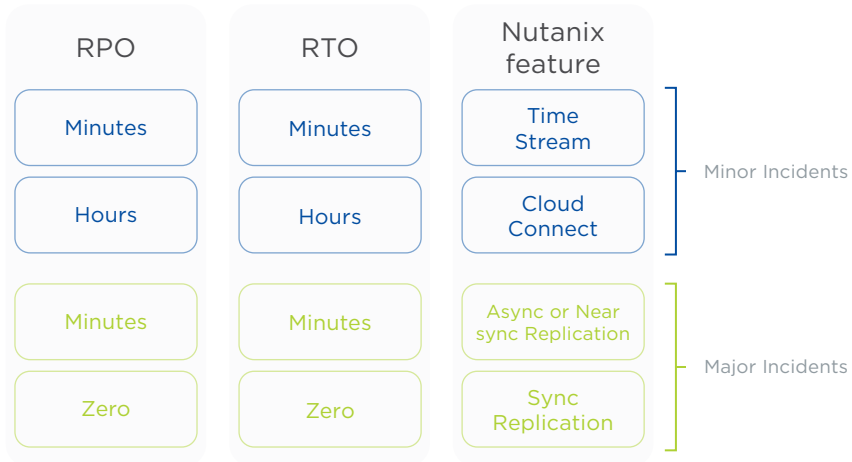 RPO
RTO
Nutanix
feature
Minutes
Minutes
Time
Stream
Hours
Hours
Cloud
Connect
Minor Incidents
Minutes
Minutes
Async or Near
sync Replication
Zero
Zero
Sync
Replication
Major Incidents